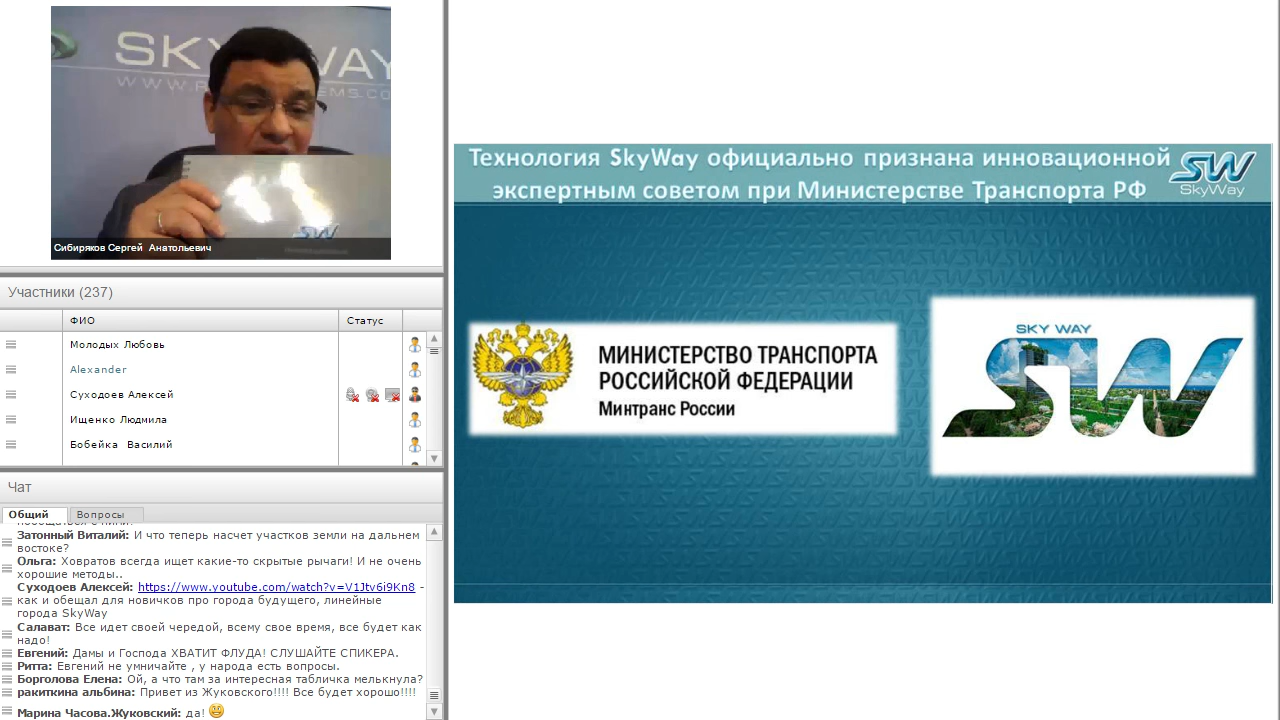 SKYWAY
Сибиряков Сергей Анатольевич
Участники (237)
ФИО
Статус
Молодых Любовь
Alexander
Суходоев Алексей
Ищенко Людмила
Бобейка Василий
Чат
Общий
Вопросы
Затонный Виталий: И что теперь насчет участков земли на дальнем
востоке?
Ольга: Ховратов всегда ищет какие-то скрытые рычаги! И не очень
хорошие методы..
Суходоев Алексей: https://www.youtube.com/watch?v=V1Jtv6i9Kn8 -
как и обещал для новичков про города будущего, линейные
города SkyWay
Салават: Все идет своей чередой, всему свое время, все будет как
надо!
Евгений: Дамы и Господа ХВАТИТ ФЛУДА! СЛУШАЙТЕ СПИКЕРА.
Ритта: Евгений не умничайте , у народа есть вопросы.
Борголова Елена: Ой, а что там за интересная табличка мелькнула?
ракиткина альбина: Привет из Жуковского!!!! Все будет хорошо!!!!
Марина Часова.Жуковский: да!
Технология SkyWay официально признана инновационной
экспертным советом при Министерстве Транспорта РФ
SW
SkyWay
МИНИСТЕРСТВО ТРАНСПОРТА
РОССИЙСКОЙ ФЕДЕРАЦИИ
Минтранс России
SKY WAY
SW